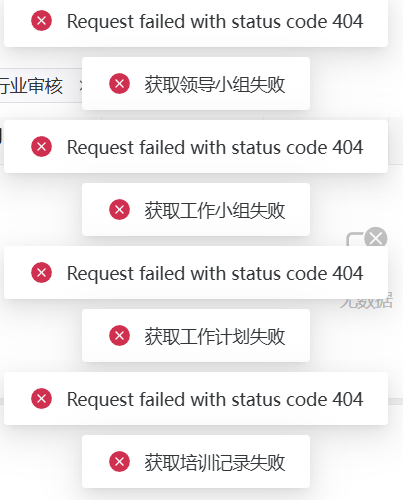 Request failed with status code 404
获取领导小组失败
行业审核
Request failed with status code 404
获取工作小组失败
Request failed with status code 404
无数据
获取工作计划失败
Request failed with status code 404
获取培训记录失败